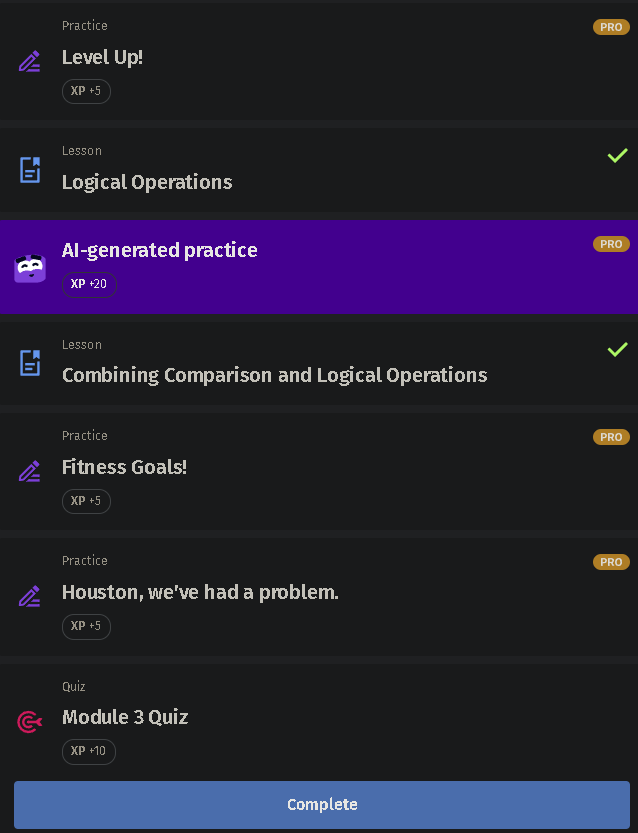 Practice
PRO
Level Up!
XP +5
Lesson
Logical Operations
AI-generated practice
PRO
XP +20
Lesson
Combining Comparison and Logical Operations
Practice
PRO
Fitness Goals!
XP +5
Practice
PRO
Houston, we've had a problem.
XP +5
Quiz
Module 3 Quiz
XP +10
Complete